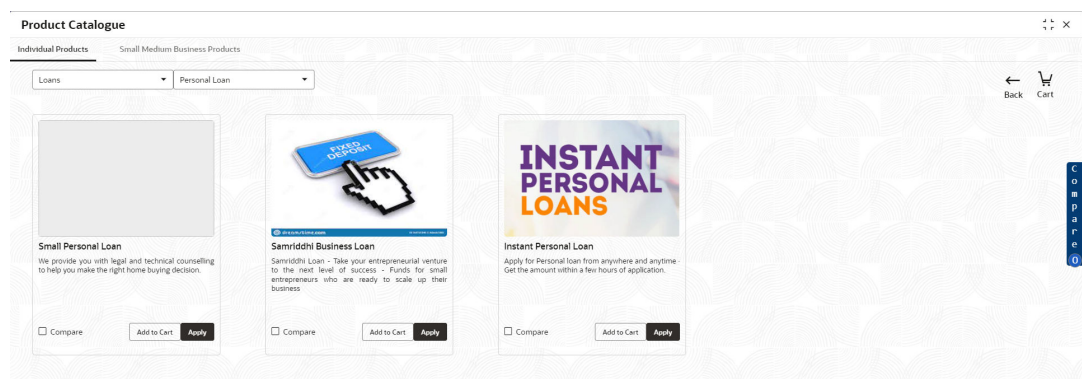 Product Catalogue
Individual Products
Small Medium Business Products
Loans
Personal Loan
Back
Cart
FIXED
DEPOSIT
dreamstime.com
INSTANT
PERSONAL
LOANS
Small Personal Loan
We provide you with legal and technical counselling
to help you make the right home buying decision.
Compare
Add to Cart
Apply
Samriddhi Business Loan
Samriddhi Loan - Take your entrepreneurial venture
to the next level of success - Funds for small
entrepreneurs who are ready to scale up their
business
Compare
Add to Cart
Apply
Instant Personal Loan
Apply for Personal loan from anywhere and anytime -
Get the amount within a few hours of application.
Compare
Add to Cart
Apply
Compare
0